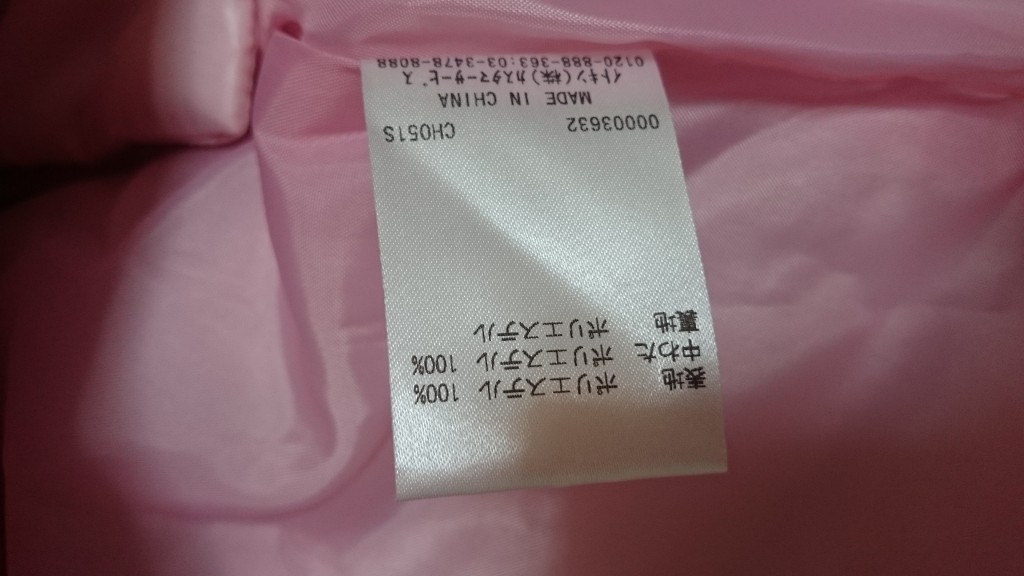 表地 ポリエステル 100%
中わた ポリエステル 100%
裏地 ポリエステル
00003632 CH051S
MADE IN CHINA
イトキン(株)カスタマーサービス
0120-888-363:03-3478-8088